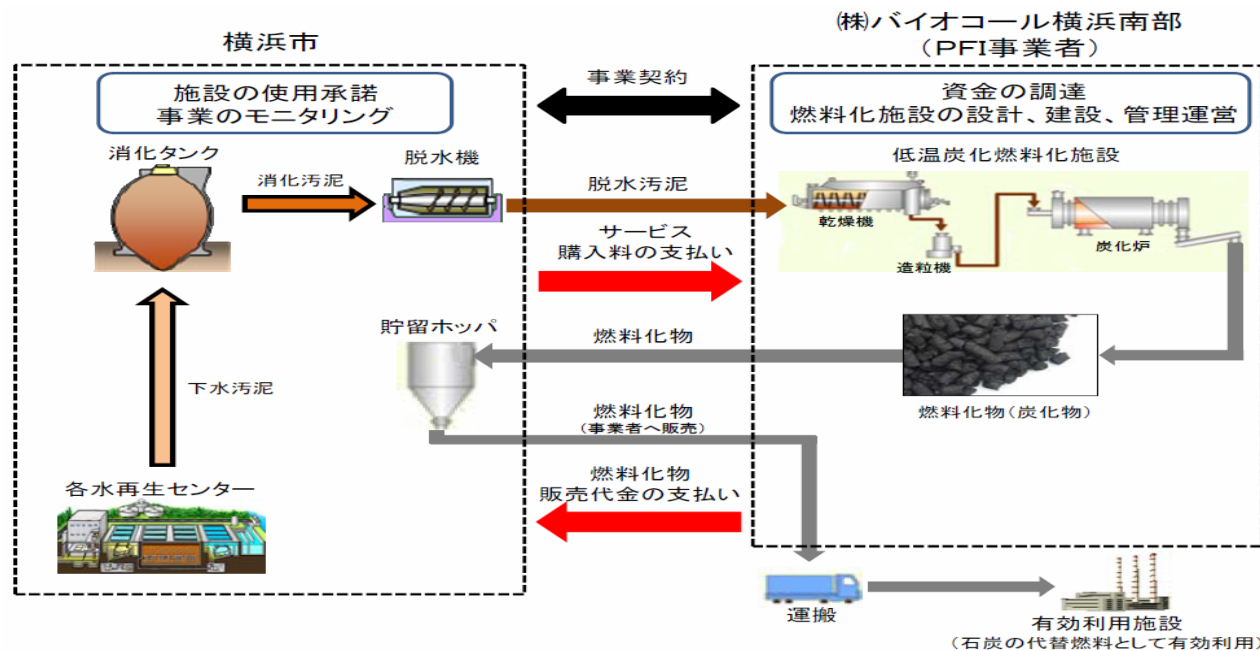 横浜市
㈱バイオコール横浜南部
（PFI事業者）
施設の使用承諾
事業のモニタリング
事業契約
資金の調達
燃料化施設の設計、建設、管理運営
消化タンク
消化汚泥
脱水機
脱水汚泥
低温炭化燃料化施設
乾燥機
造粒機
炭化炉
サービス
購入料の支払い
貯留ホッパ
燃料化物
燃料化物（炭化物）
下水汚泥
燃料化物
（事業者へ販売）
各水再生センター
燃料化物
販売代金の支払い
運搬
有効利用施設
（石炭の代替燃料として有効利用）